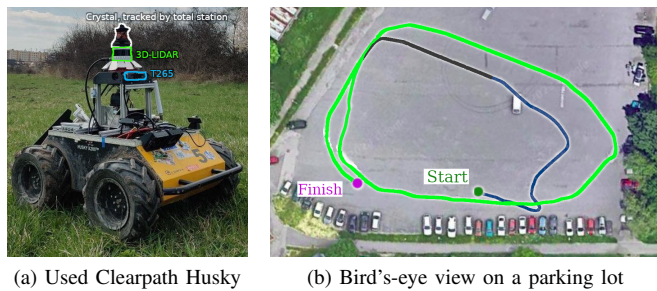 Crystal, tracked by total station
3D-LIDAR
T265
HUSKY
Finish
Start
(a) Used Clearpath Husky
(b) Bird's-eye view on a parking lot